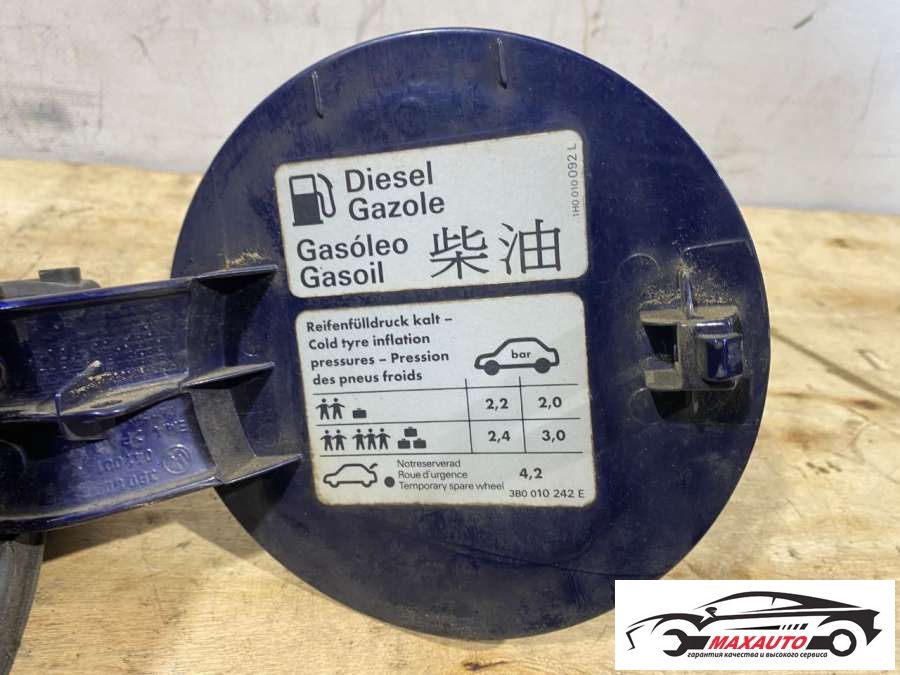 Diesel
Gazole
Gasóleo
Gasoil
柴油
1H0 010 092 L
Reifenfülldruck kalt –
Cold tyre inflation
pressures – Pression
des pneus froids
bar
2,2 2,0
2,4 3,0
Notreserverad
Roue d'urgence
Temporary spare wheel
4,2
3B0 010 242 E
MAXAUTO
гарантия качества и высокого сервиса